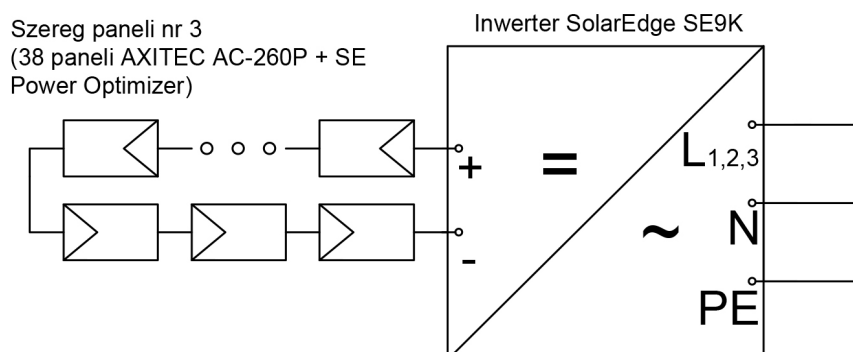 Szereg paneli nr 3
(38 paneli AXITEC AC-260P + SE
Power Optimizer)
Inwerter SolarEdge SE9K
+
-
=
~
L1,2,3
N
PE